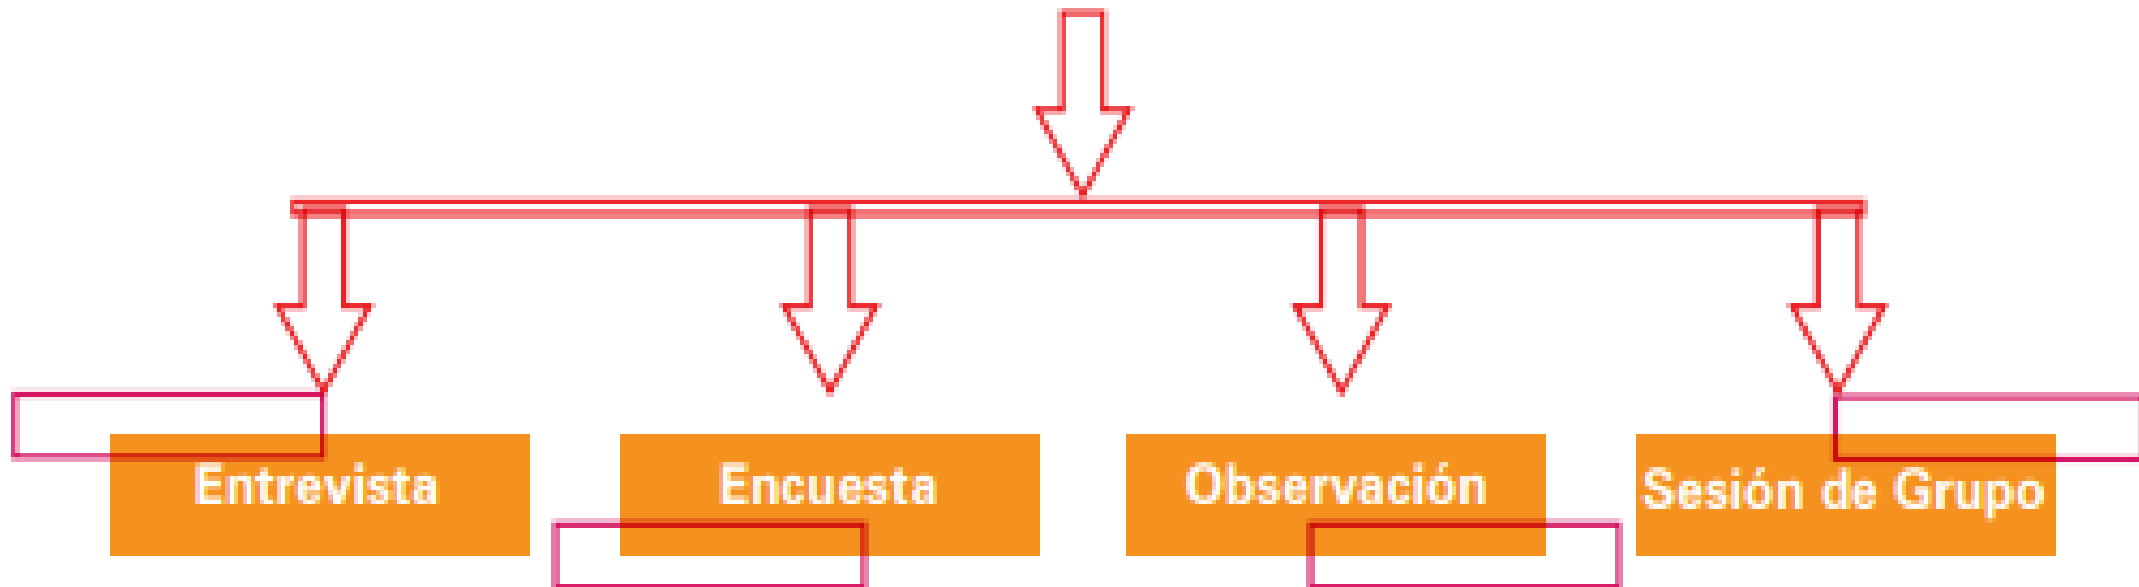 Entrevista
Encuesta
Observación
Sesión de Grupo